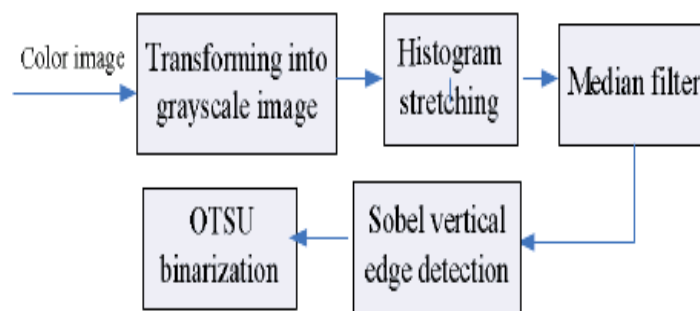 Color image
Transforming into
grayscale image
Histogram
stretching
Median filter
Sobel vertical
edge detection
OTSU
binarization